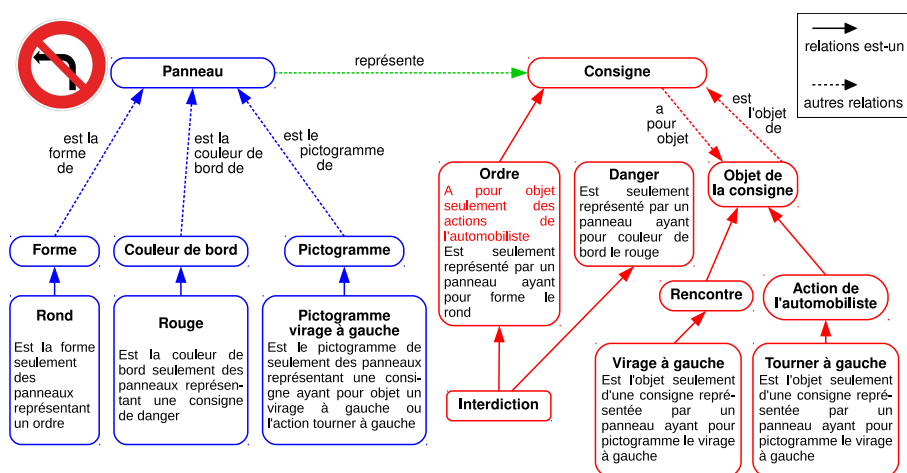 relations est-un
autres relations
Panneau
représente
Consigne
est la
forme
de
est la
couleur de
bord de
est le
pictogramme
de
a
pour
objet
est
l'objet
de
Ordre
A pour objet
seulement des
actions de
l'automobiliste
Est seulement
représenté par un
panneau ayant
pour forme le
rond
Danger
Est seulement
représenté par un
panneau ayant
pour couleur de
bord le rouge
Objet de
la consigne
Forme
Couleur de bord
Pictogramme
Rencontre
Action de
l'automobiliste
Rond
Est la forme
seulement des
panneaux
représentant
un ordre
Rouge
Est la couleur de
bord seulement des
panneaux représen-
tant une consigne
de danger
Pictogramme
virage à gauche
Est le pictogramme de
seulement des panneaux
représentant une consi-
gne ayant pour objet un
virage à gauche ou
l'action tourner à gauche
Interdiction
Virage à gauche
Est l'objet seulement
d'une consigne repré-
sentée par un
panneau ayant pour
pictogramme le virage
à gauche
Tourner à gauche
Est l'objet seulement
d'une consigne repré-
sentée par un
panneau ayant pour
pictogramme le virage
à gauche